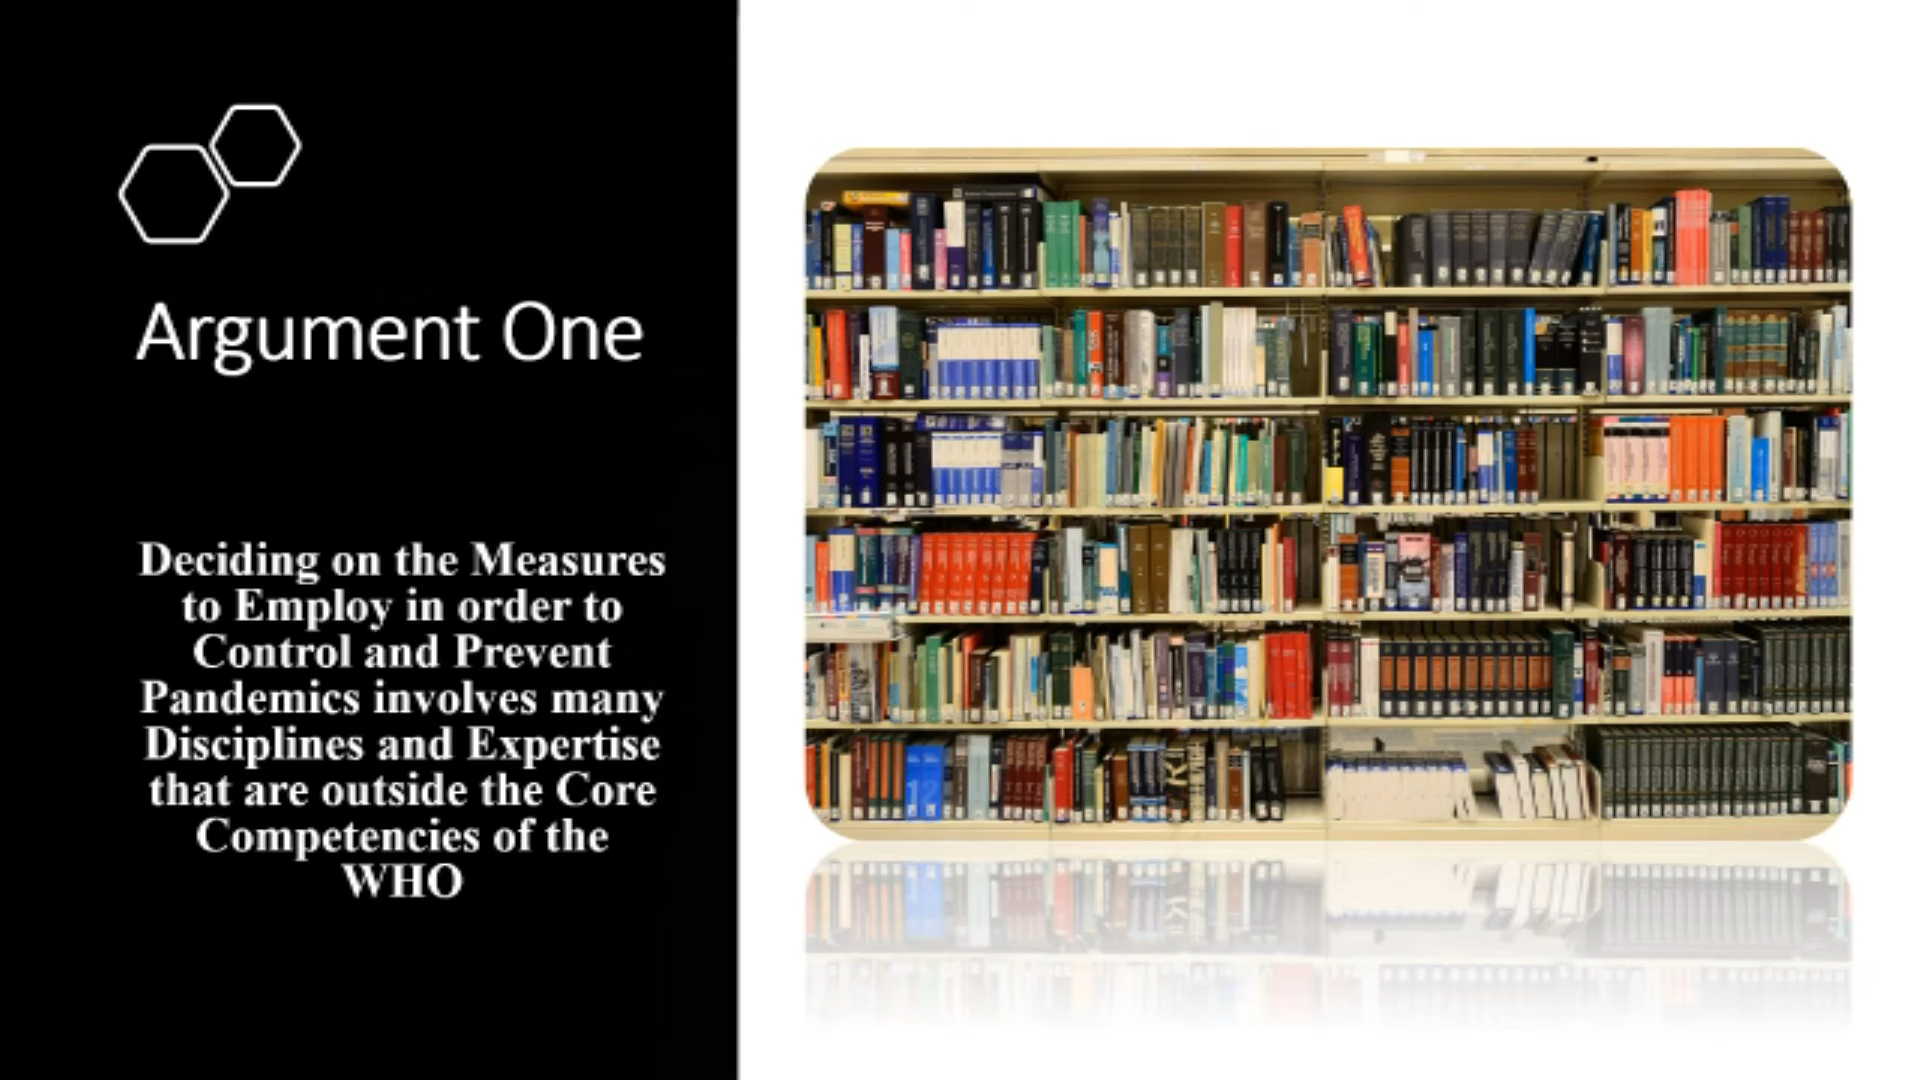 Argument One
Deciding on the Measures
to Employ in order to
Control and Prevent
Pandemics involves many
Disciplines and Expertise
that are outside the Core
Competencies of the
WHO